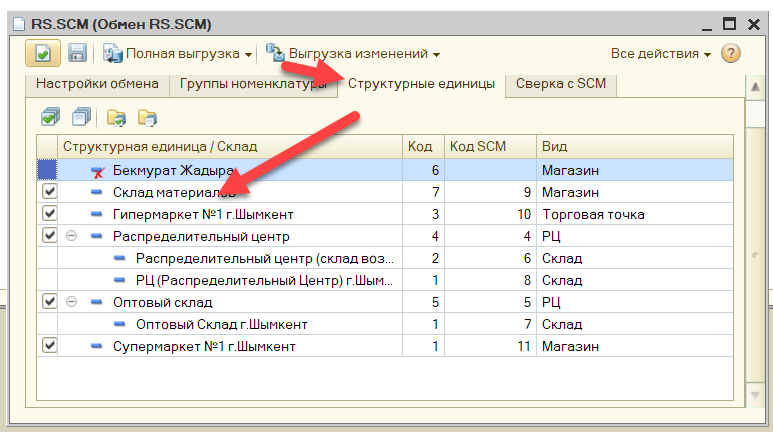 RS.SCM (Обмен RS.SCM)
Полная выгрузка Выгрузка изменений Все действия ?
Настройки обмена Группы номенклатуры Структурные единицы Сверка с SCM
Структурная единица / Склад Код Код SCM Вид
Бекмурат Жадыра 6 Магазин
Склад материалов 7 9 Магазин
Гипермаркет №1 г.Шымкент 3 10 Торговая точка
Распределительный центр 4 4 РЦ
Распределительный центр (склад воз... 2 6 Склад
РЦ (Распределительный Центр) г.Шым... 1 8 Склад
Оптовый склад 5 5 РЦ
Оптовый Склад г.Шымкент 1 7 Склад
Супермаркет №1 г.Шымкент 1 11 Магазин